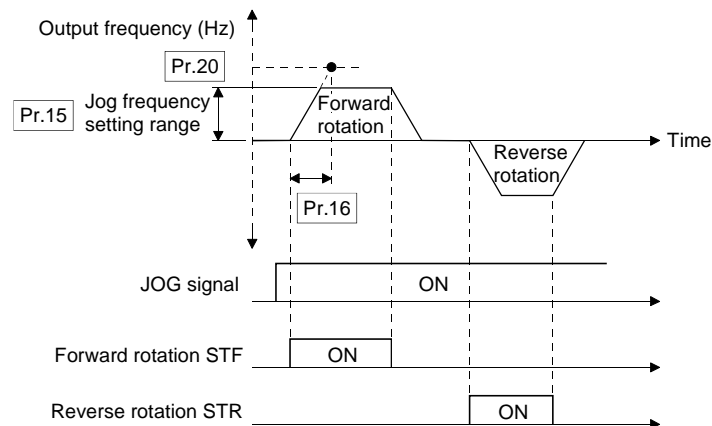 Output frequency (Hz)
Pr.20
Pr.15
Jog frequency
setting range
Forward
rotation
Time
Reverse
rotation
Pr.16
JOG signal
ON
Forward rotation STF
ON
Reverse rotation STR
ON